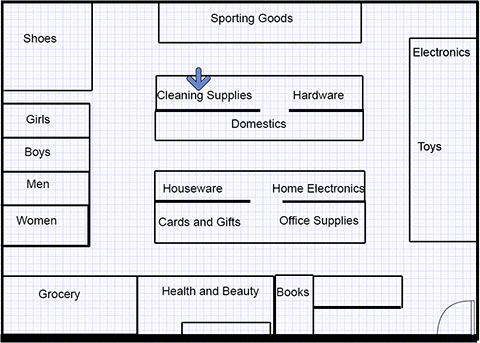 Sporting Goods
Shoes
Electronics
Cleaning Supplies
Hardware
Girls
Domestics
Boys
Toys
Men
Houseware
Home Electronics
Women
Cards and Gifts
Office Supplies
Grocery
Health and Beauty
Books